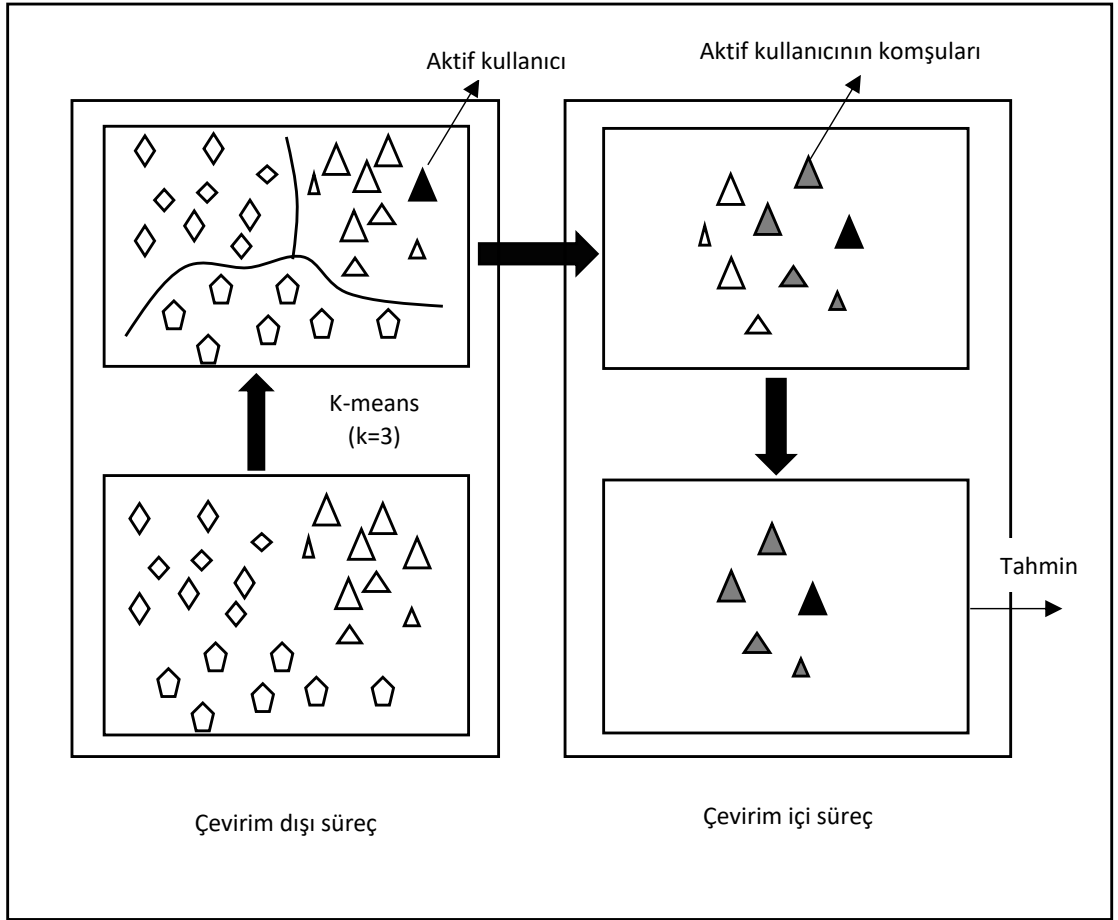 Aktif kullanıcı
Aktif kullanıcının komşuları
K-means
(k=3)
Tahmin
Çevirim dışı süreç
Çevirim içi süreç